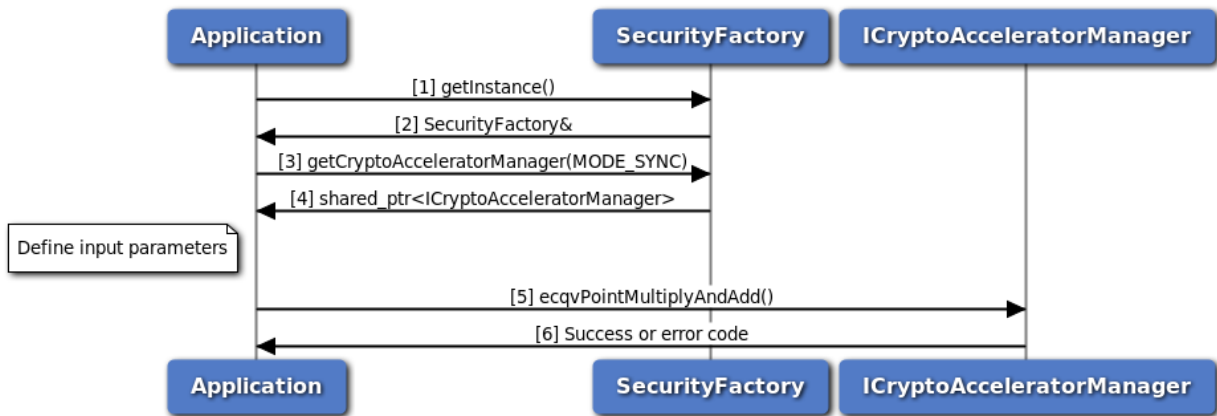 Application
SecurityFactory
ICryptoAcceleratorManager
[1] getInstance()
[2] SecurityFactory&
[3] getCryptoAcceleratorManager(MODE_SYNC)
[4] shared_ptr<ICryptoAcceleratorManager>
Define input parameters
[5] ecqvPointMultiplyAndAdd()
[6] Success or error code
Application
SecurityFactory
ICryptoAcceleratorManager